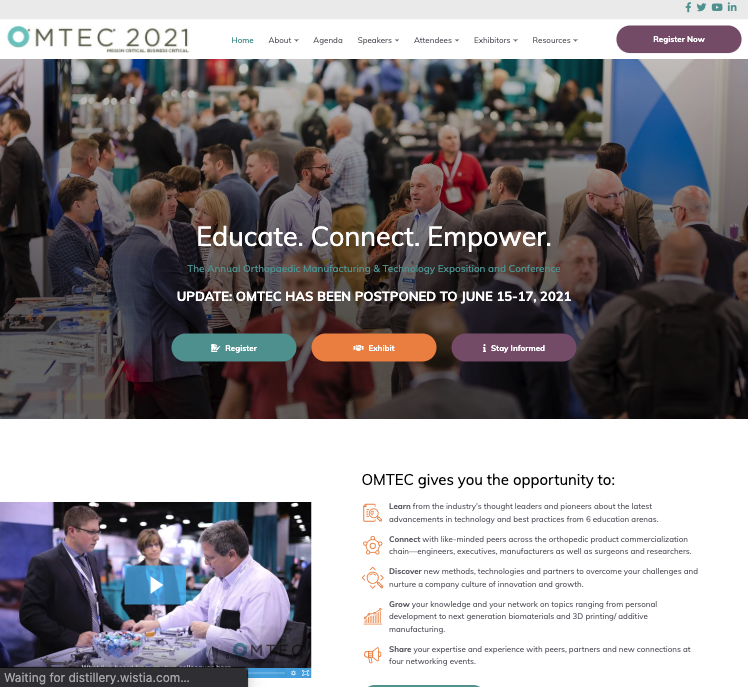 OMTEC 2021
MISSION CRITICAL. BUSINESS CRITICAL.
Home About Agenda Speakers Attendees Exhibitors Resources
Register Now
Educate. Connect. Empower.
The Annual Orthopaedic Manufacturing & Technology Exposition and Conference
UPDATE: OMTEC HAS BEEN POSTPONED TO JUNE 15-17, 2021
Register Exhibit Stay Informed
OMTEC gives you the opportunity to:
Learn from the industry's thought leaders and pioneers about the latest
advancements in technology and best practices from 6 education arenas.
Connect with like-minded peers across the orthopedic product commercialization
chain—engineers, executives, manufacturers as well as surgeons and researchers.
Discover new methods, technologies and partners to overcome your challenges and
nurture a company culture of innovation and growth.
Grow your knowledge and your network on topics ranging from personal
development to next generation biomaterials and 3D printing/ additive
manufacturing.
Share your expertise and experience with peers, partners and new connections at
four networking events.
OMTEC
Waiting for distillery.wistia.com...